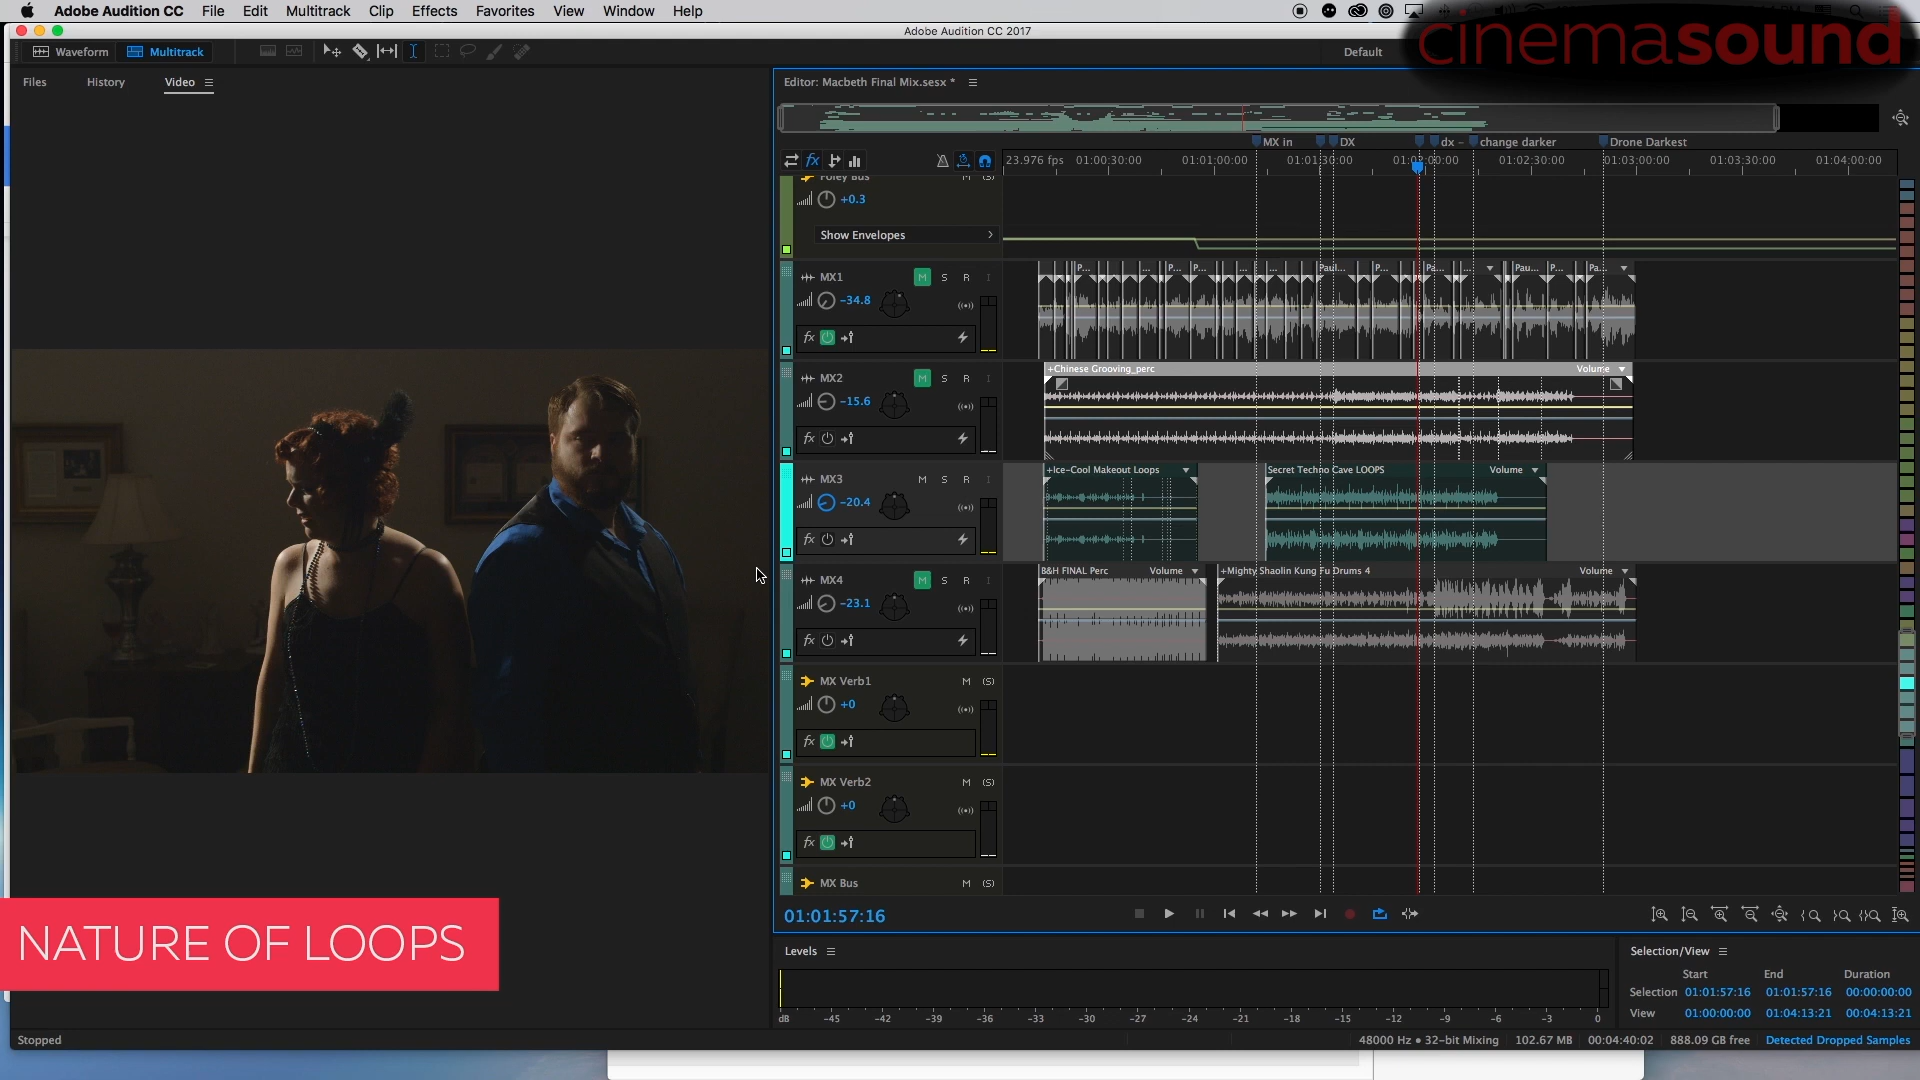 Adobe Audition CC File Edit Multitrack Clip Effects Favorites View Window Help
Adobe Audition CC 2017
cinemasound
Waveform Multitrack Default
Files History Video
Editor: Macbeth Final Mix.sesx *
MX in DX dx – change darker Drone Darkest
23.976 fps 01:00:30:00 01:01:00:00 01:01:30:00 01:02:00:00 01:02:30:00 01:03:00:00 01:03:30:00 01:04:00:00
Foley Bus M (S)
+0.3
Show Envelopes
MX1 M S R I
P... ... P... P... ... ... Paul... P... Pa... ... Pau... P... Pa...
-34.8
fx
MX2 M S R I
+Chinese Grooving_perc Volume
-15.6
fx
MX3 M S R I
+Ice-Cool Makeout Loops Secret Techno Cave LOOPS Volume
-20.4
fx
MX4 M S R I
B&H FINAL Perc Volume +Mighty Shaolin Kung Fu Drums 4 Volume
-23.1
fx
MX Verb1 M (S)
+0
fx
MX Verb2 M (S)
+0
fx
MX Bus M (S)
01:01:57:16
NATURE OF LOOPS
Levels
dB -45 -42 -39 -36 -33 -30 -27 -24 -21 -18 -15 -12 -9 -6 -3 0
Selection/View
Start End Duration
Selection 01:01:57:16 01:01:57:16 00:00:00:00
View 01:00:00:00 01:04:13:21 00:04:13:21
Stopped
48000 Hz • 32-bit Mixing 102.67 MB 00:04:40:02 888.09 GB free Detected Dropped Samples